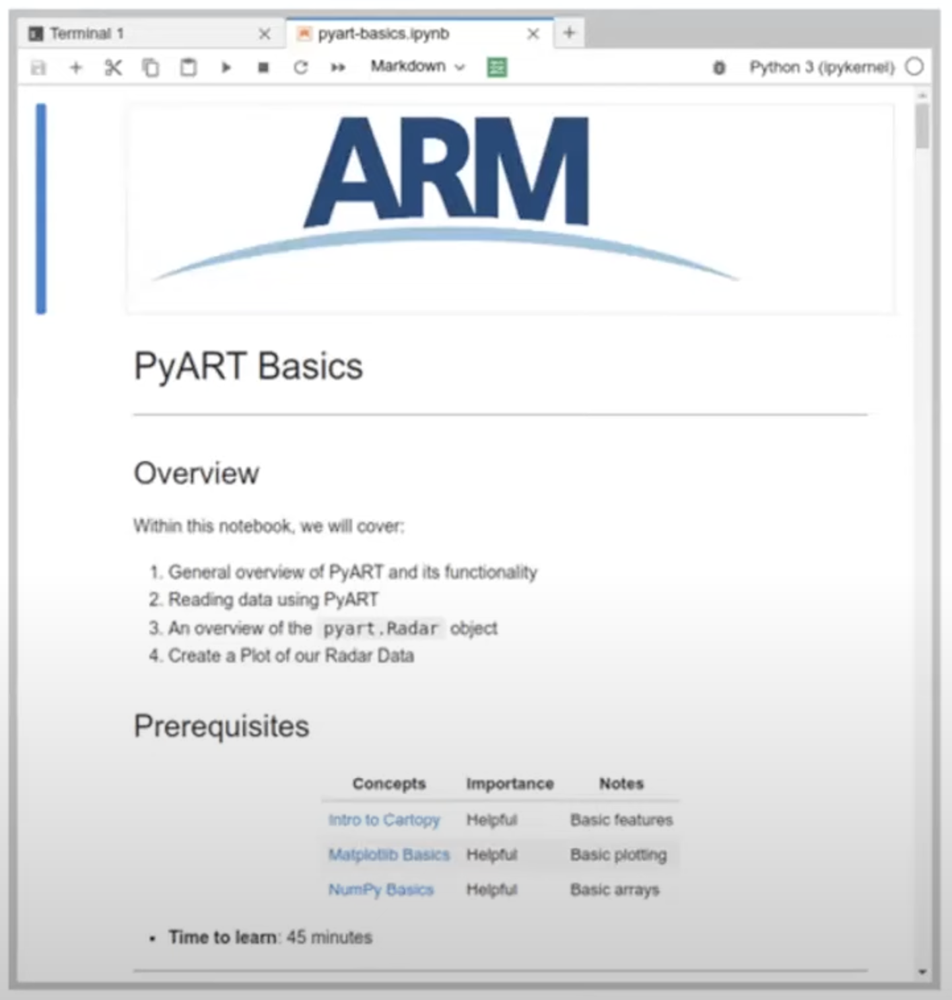 Terminal 1
pyart-basics.ipynb
Markdown
Python 3 (ipykernel)
ARM
PyART Basics
Overview
Within this notebook, we will cover:
1. General overview of PyART and its functionality
2. Reading data using PyART
3. An overview of the pyart.Radar object
4. Create a Plot of our Radar Data
Prerequisites
Concepts Importance Notes
Intro to Cartopy Helpful Basic features
Matplotlib Basics Helpful Basic plotting
NumPy Basics Helpful Basic arrays
• Time to learn: 45 minutes